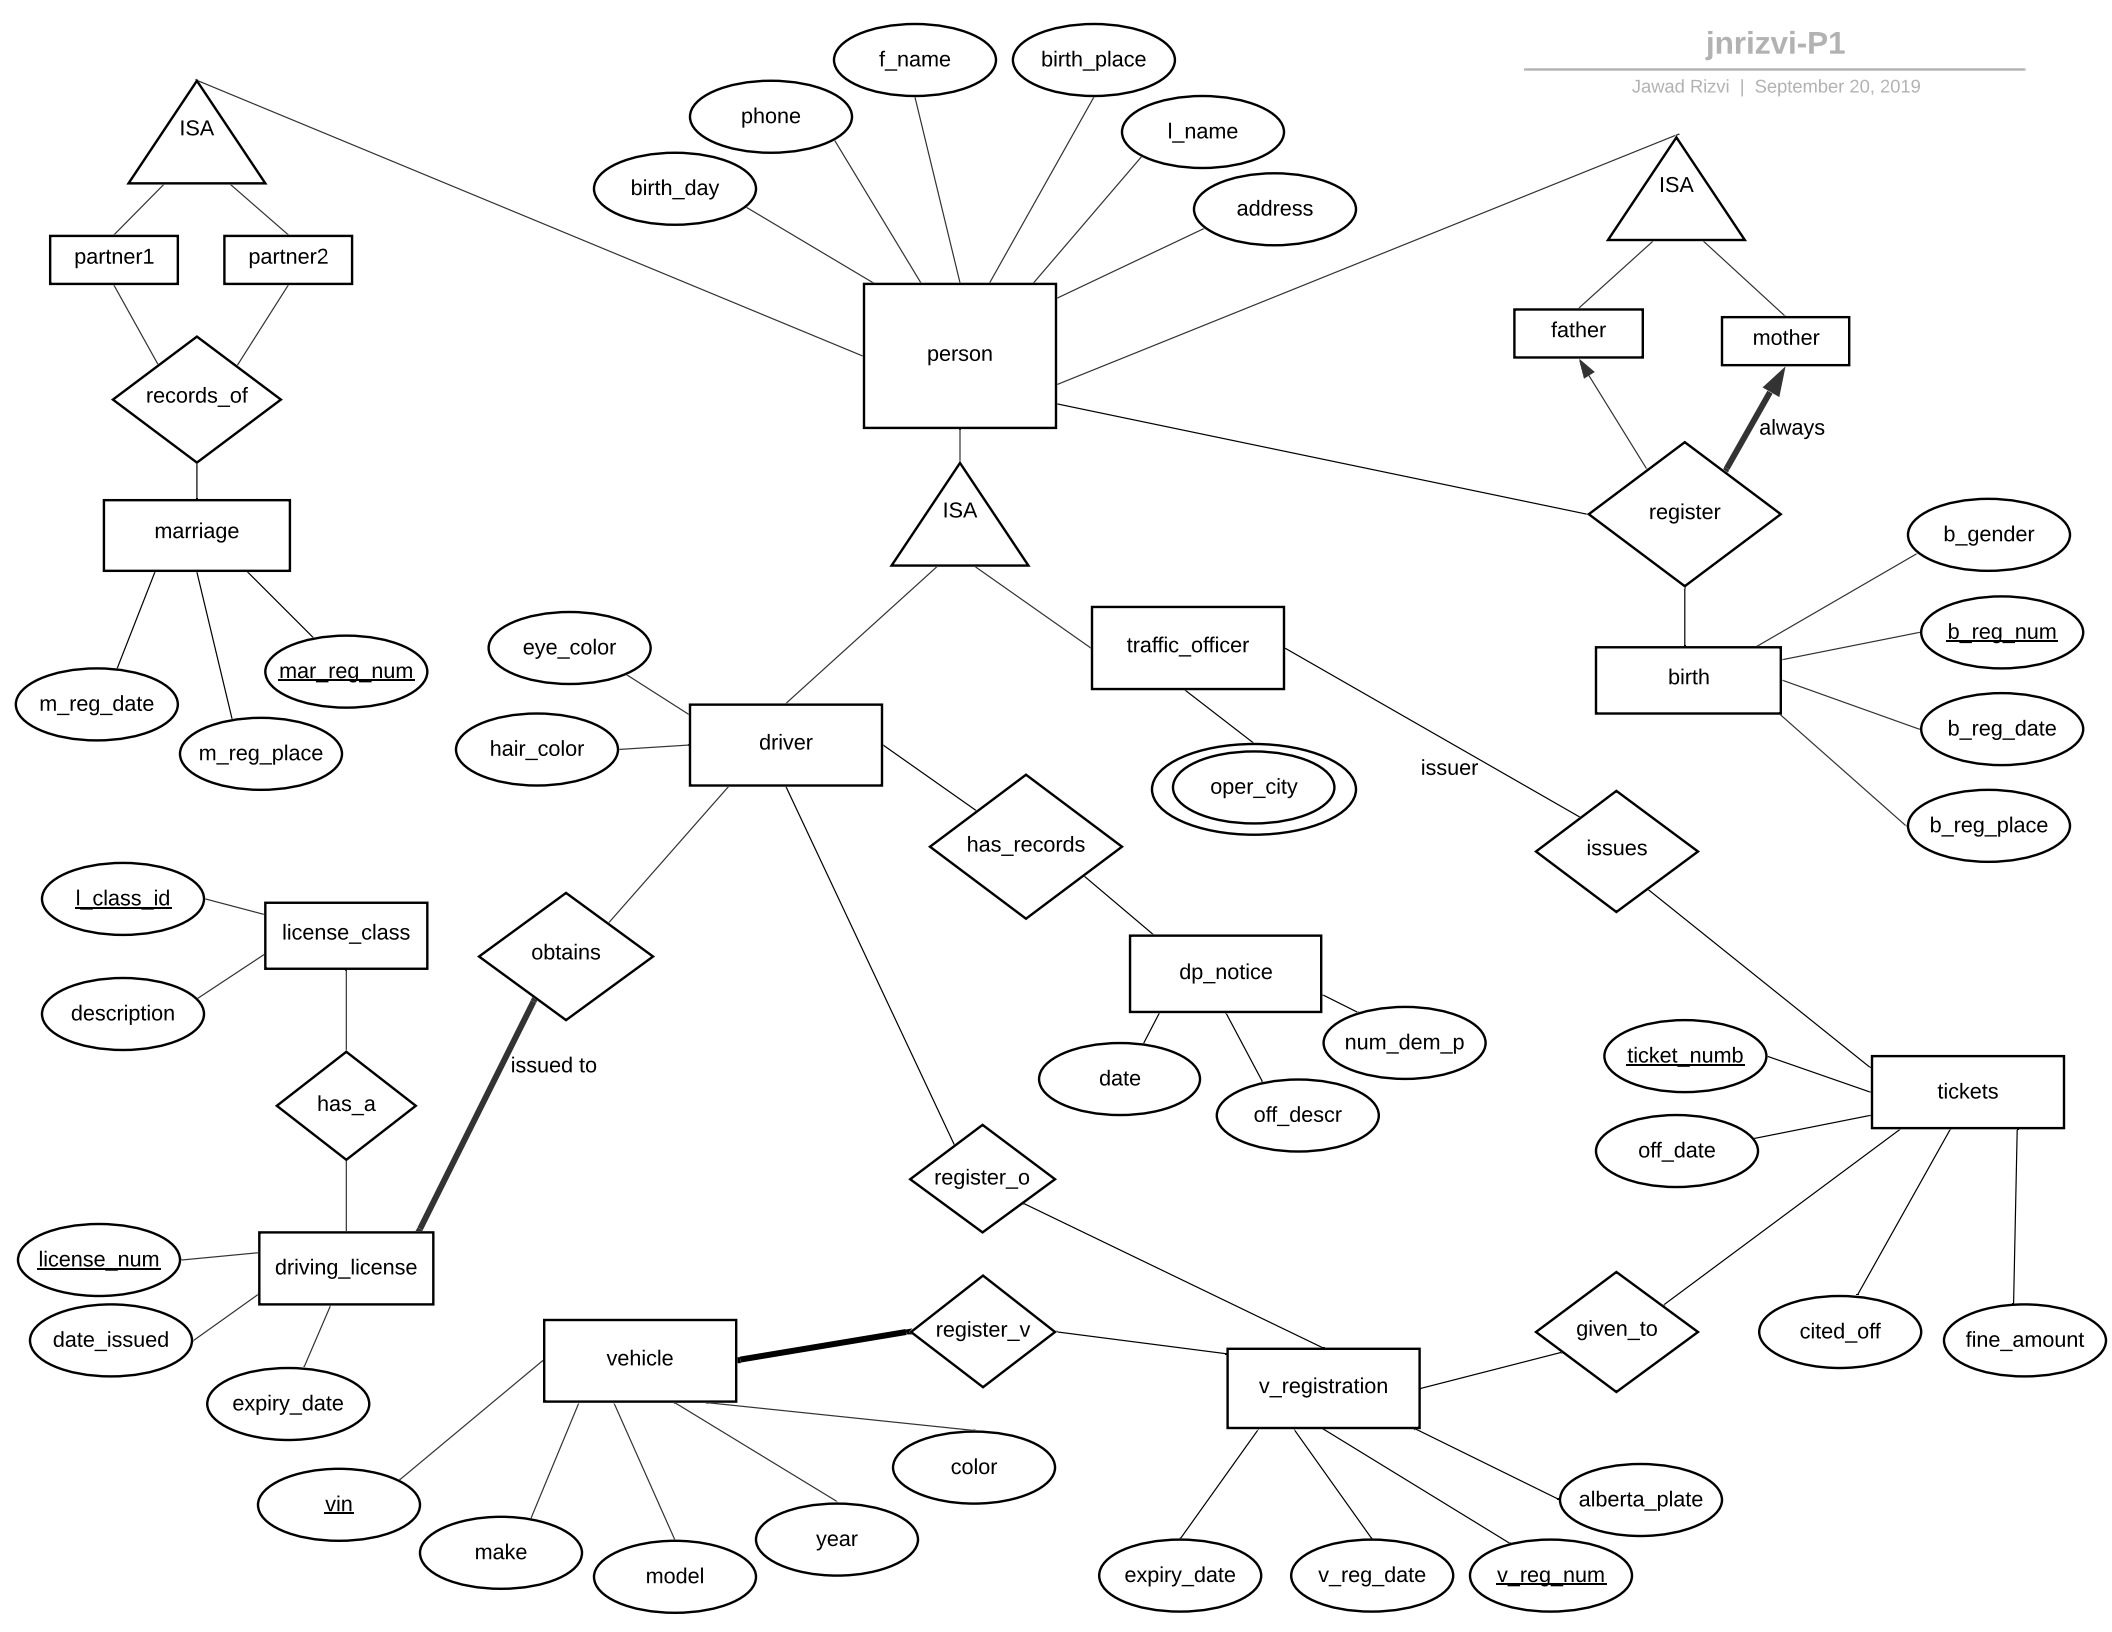 jnrizvi-P1
Jawad Rizvi | September 20, 2019
f_name
birth_place
phone
l_name
ISA
birth_day
address
ISA
partner1
partner2
father
mother
person
records_of
always
register
ISA
marriage
b_gender
b_reg_num
traffic_officer
eye_color
mar_reg_num
birth
m_reg_date
b_reg_date
driver
hair_color
m_reg_place
issuer
oper_city
b_reg_place
has_records
issues
l_class_id
license_class
obtains
dp_notice
description
num_dem_p
ticket_numb
issued to
date
tickets
has_a
off_descr
off_date
register_o
license_num
driving_license
date_issued
register_v
given_to
cited_off
fine_amount
vehicle
v_registration
expiry_date
color
vin
alberta_plate
year
make
model
expiry_date
v_reg_date
v_reg_num